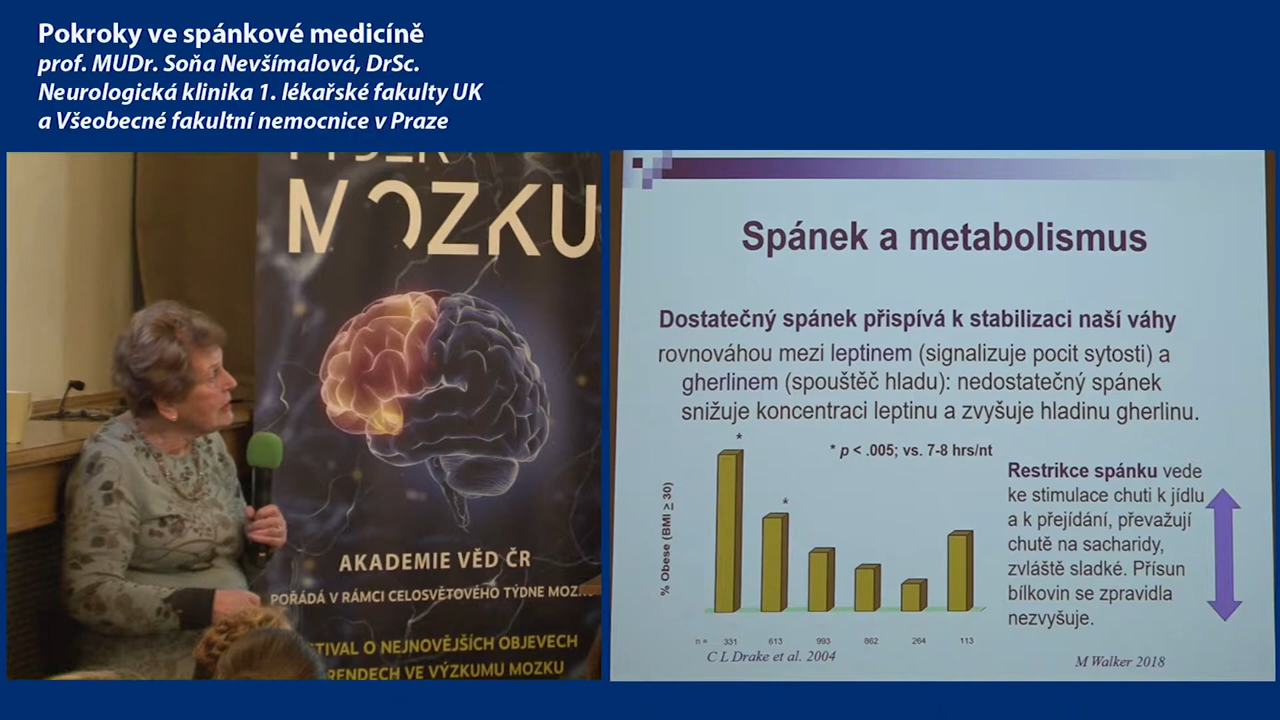 Pokroky ve spánkové medicíně
prof. MUDr. Soňa Nevšímalová, DrSc.
Neurologická klinika 1. lékařské fakulty UK
a Všeobecné fakultní nemocnice v Praze
MOZKU
AKADEMIE VĚD ČR
POŘÁDÁ V RÁMCI CELOSVĚTOVÉHO TÝDNE
O NEJNOVĚJŠÍCH OBJEVECH
VE VÝZKUMU MOZKU
Spánek a metabolismus
Dostatečný spánek přispívá k stabilizaci naší váhy
rovnováhou mezi leptinem (signalizuje pocit sytosti) a
gherlinem (spouštěč hladu): nedostatečný spánek
snižuje koncentraci leptinu a zvyšuje hladinu gherlinu.
* p < .005; vs. 7-8 hrs/nt
% Obese (BMI ≥ 30)
*
*
n = 331 613 993 862 264 113
C L Drake et al. 2004
Restrikce spánku vede
ke stimulace chuti k jídlu
a k přejídání, převažují
chutě na sacharidy,
zvláště sladké. Přísun
bílkovin se zpravidla
nezvyšuje.
M Walker 2018